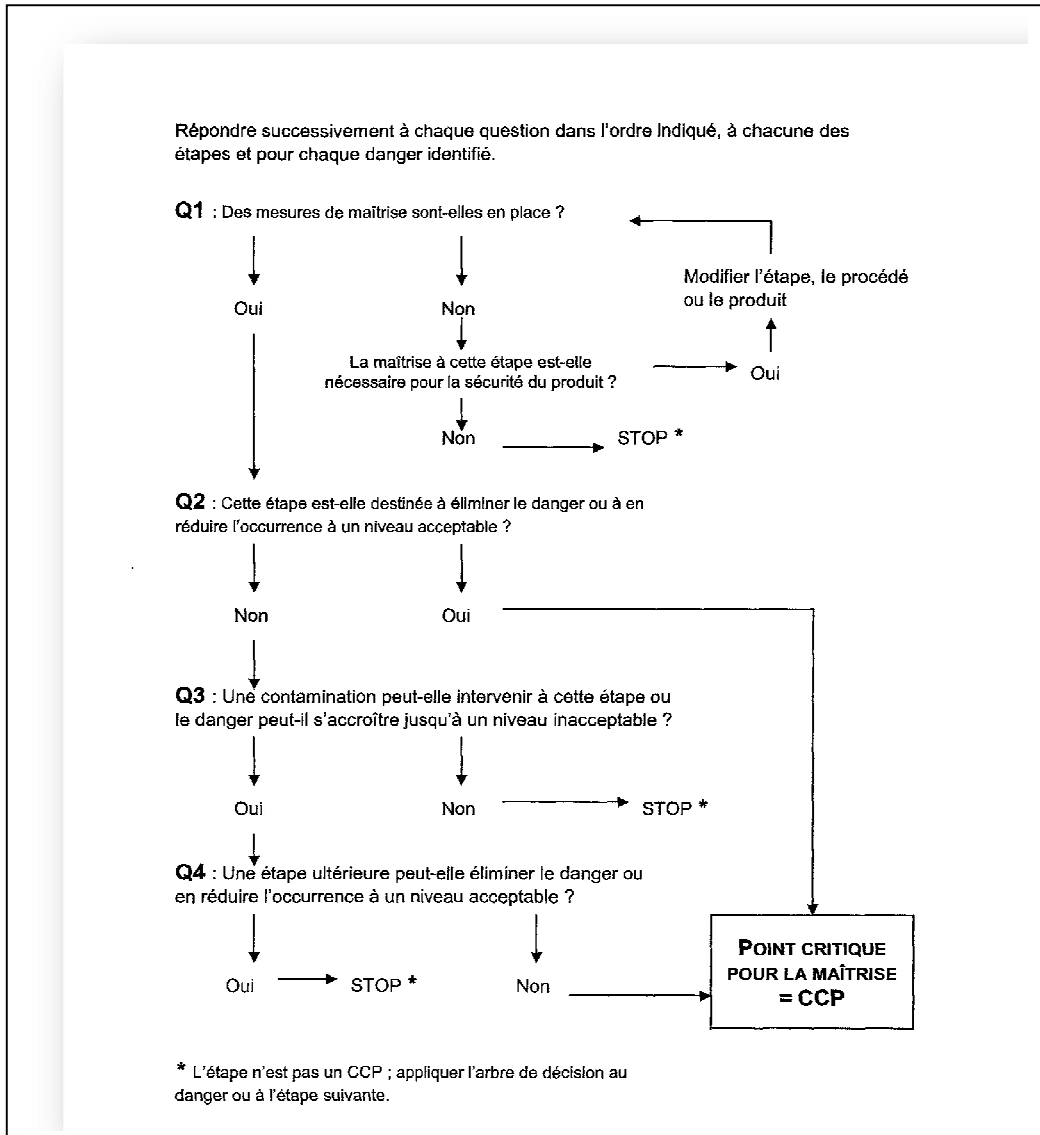 Répondre successivement à chaque question dans l'ordre Indiqué, à chacune des
étapes et pour chaque danger identifié.
Q1 : Des mesures de maîtrise sont-elles en place ?
Modifier l'étape, le procédé
ou le produit
Oui
Non
La maîtrise à cette étape est-elle
nécessaire pour la sécurité du produit ?
Oui
Non
STOP *
Q2 : Cette étape est-elle destinée à éliminer le danger ou à en
réduire l'occurrence à un niveau acceptable ?
Non
Oui
Q3 : Une contamination peut-elle intervenir à cette étape ou
le danger peut-il s'accroître jusqu'à un niveau inacceptable ?
Oui
Non
STOP *
Q4 : Une étape ultérieure peut-elle éliminer le danger ou
en réduire l'occurrence à un niveau acceptable ?
Oui
STOP *
Non
POINT CRITIQUE
POUR LA MAÎTRISE
= CCP
* L'étape n'est pas un CCP ; appliquer l'arbre de décision au
danger ou à l'étape suivante.